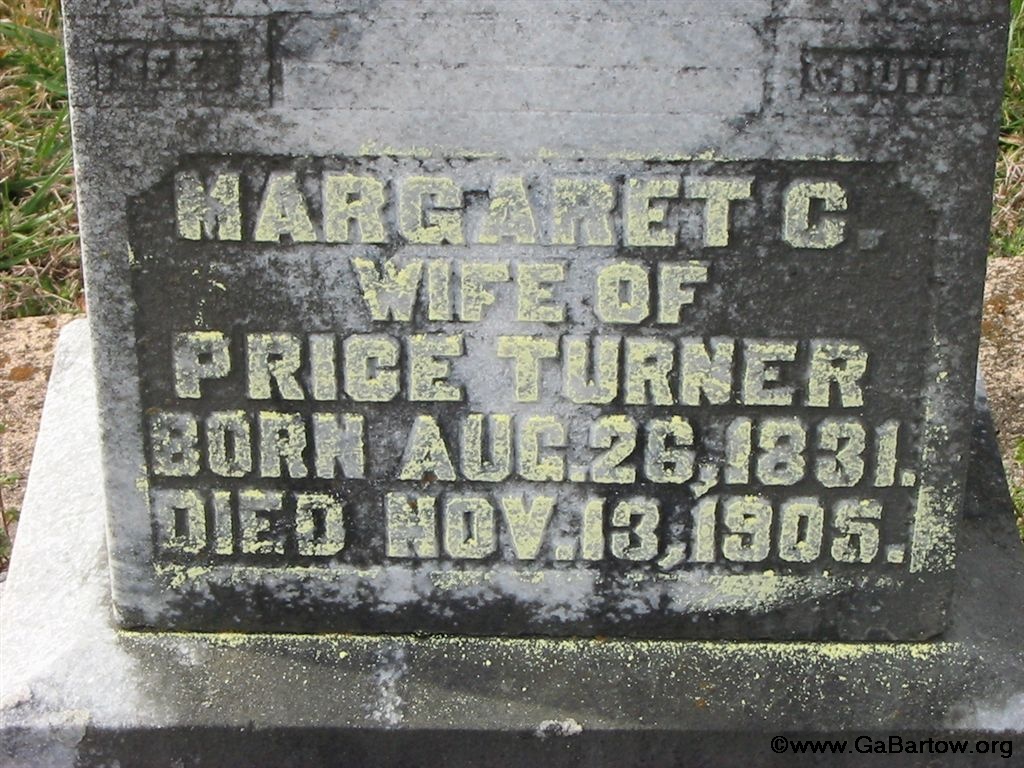 MARGARET C.
WIFE OF
PRICE TURNER
BORN AUG. 26, 1831.
DIED NOV. 13, 1905.
©www.GaBartow.org